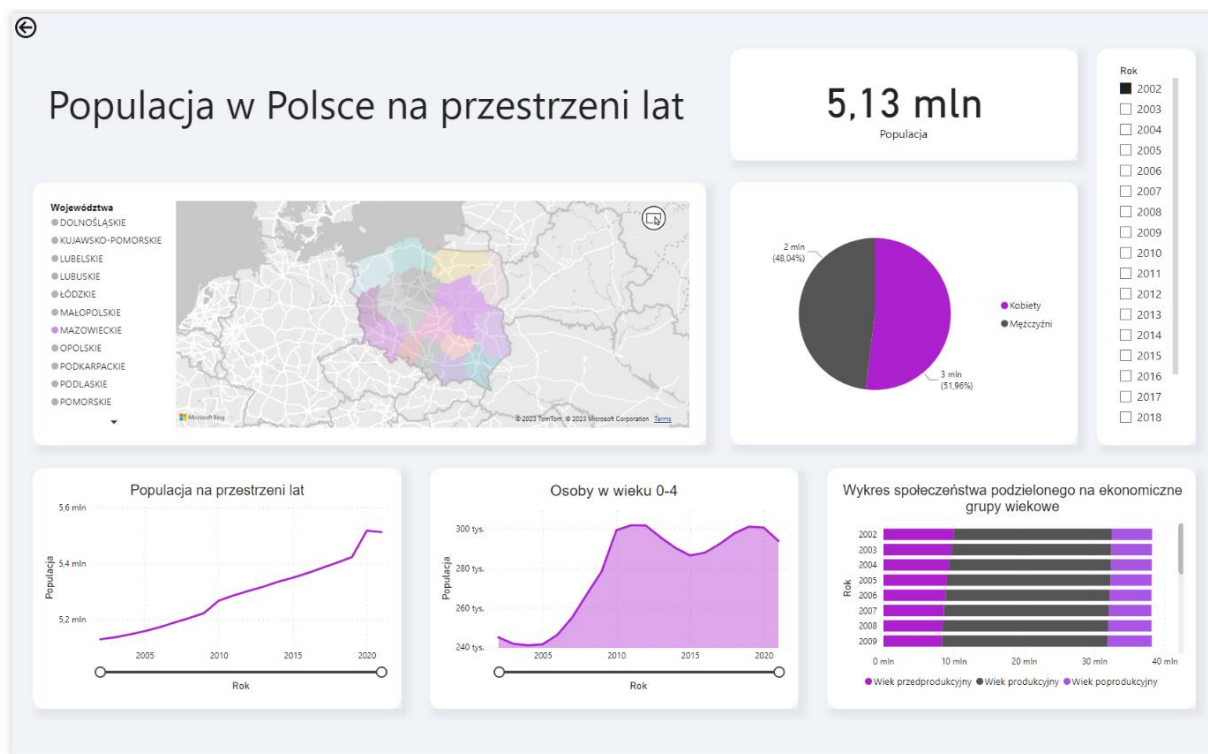 Populacja w Polsce na przestrzeni lat
5,13 mln
Populacja
Rok
2002
2003
2004
2005
2006
2007
2008
2009
2010
2011
2012
2013
2014
2015
2016
2017
2018
Województwa
DOLNOŚLĄSKIE
KUJAWSKO-POMORSKIE
LUBELSKIE
LUBUSKIE
ŁÓDZKIE
MAŁOPOLSKIE
MAZOWIECKIE
OPOLSKIE
PODKARPACKIE
PODLASKIE
POMORSKIE
Microsoft Bing
© 2023 TomTom, © 2023 Microsoft Corporation Terms
2 mln
(48,04%)
3 mln
(51,96%)
Kobiety
Mężczyźni
Populacja na przestrzeni lat
5,6 mln
5,4 mln
5,2 mln
Populacja
2005 2010 2015 2020
Rok
Osoby w wieku 0-4
300 tys.
280 tys.
260 tys.
240 tys.
Populacja
2005 2010 2015 2020
Rok
Wykres społeczeństwa podzielonego na ekonomiczne
grupy wiekowe
Rok
2002
2003
2004
2005
2006
2007
2008
2009
0 mln 10 mln 20 mln 30 mln 40 mln
Wiek przedprodukcyjny Wiek produkcyjny Wiek poprodukcyjny